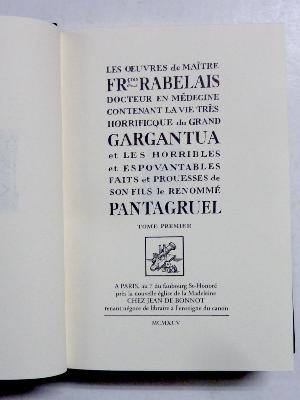 LES ŒUVRES de MAÎTRE
FRçois RABELAIS
DOCTEUR EN MÉDECINE
CONTENANT LA VIE TRÈS
HORRIFICQUE du GRAND
GARGANTUA
et LES HORRIBLES
et ESPOVANTABLES
FAITS et PROUESSES de
SON FILS le RENOMMÉ
PANTAGRUEL
TOME PREMIER
A PARIS, au 7 du faubourg St-Honoré
près la nouvelle église de la Madeleine
CHEZ JEAN DE BONNOT
tenant négoce de libraire à l'enseigne du canon
MCMXCV